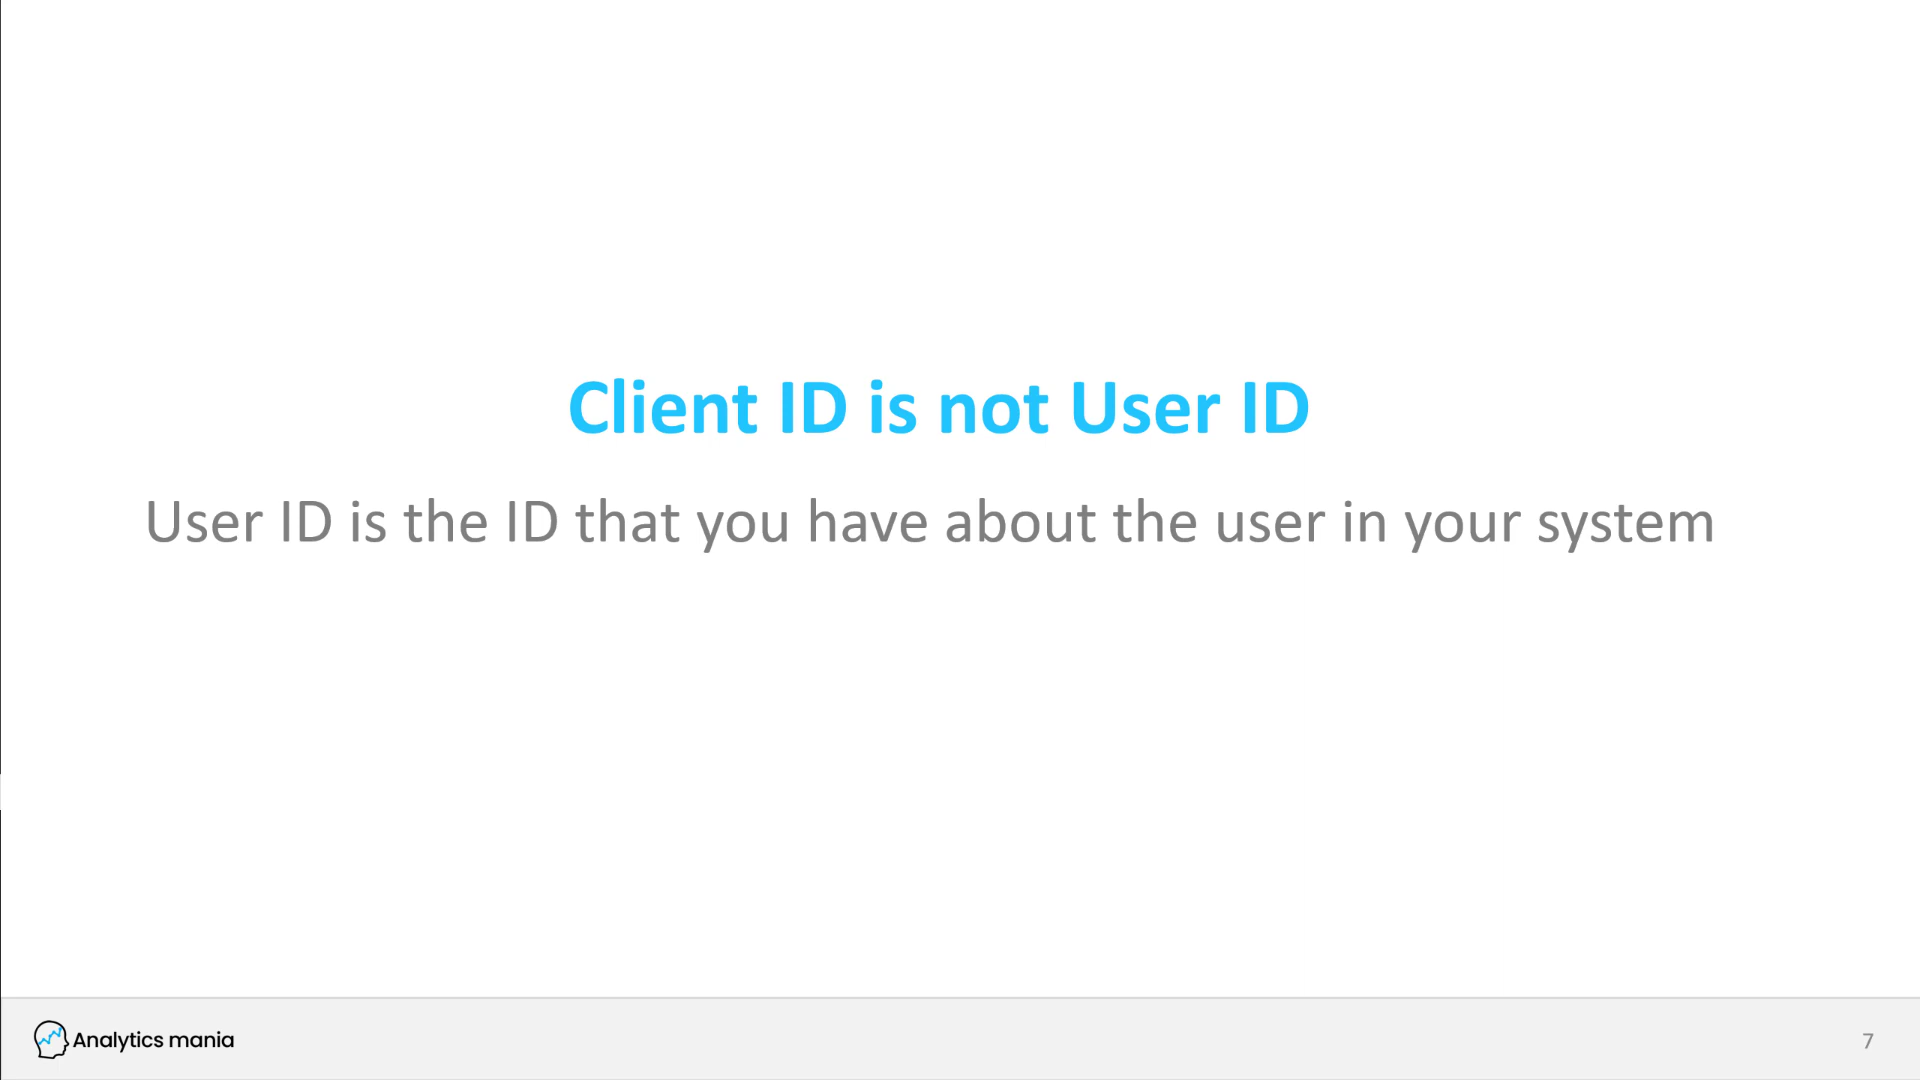 Client ID is not User ID
User ID is the ID that you have about the user in your system
Analytics mania
7